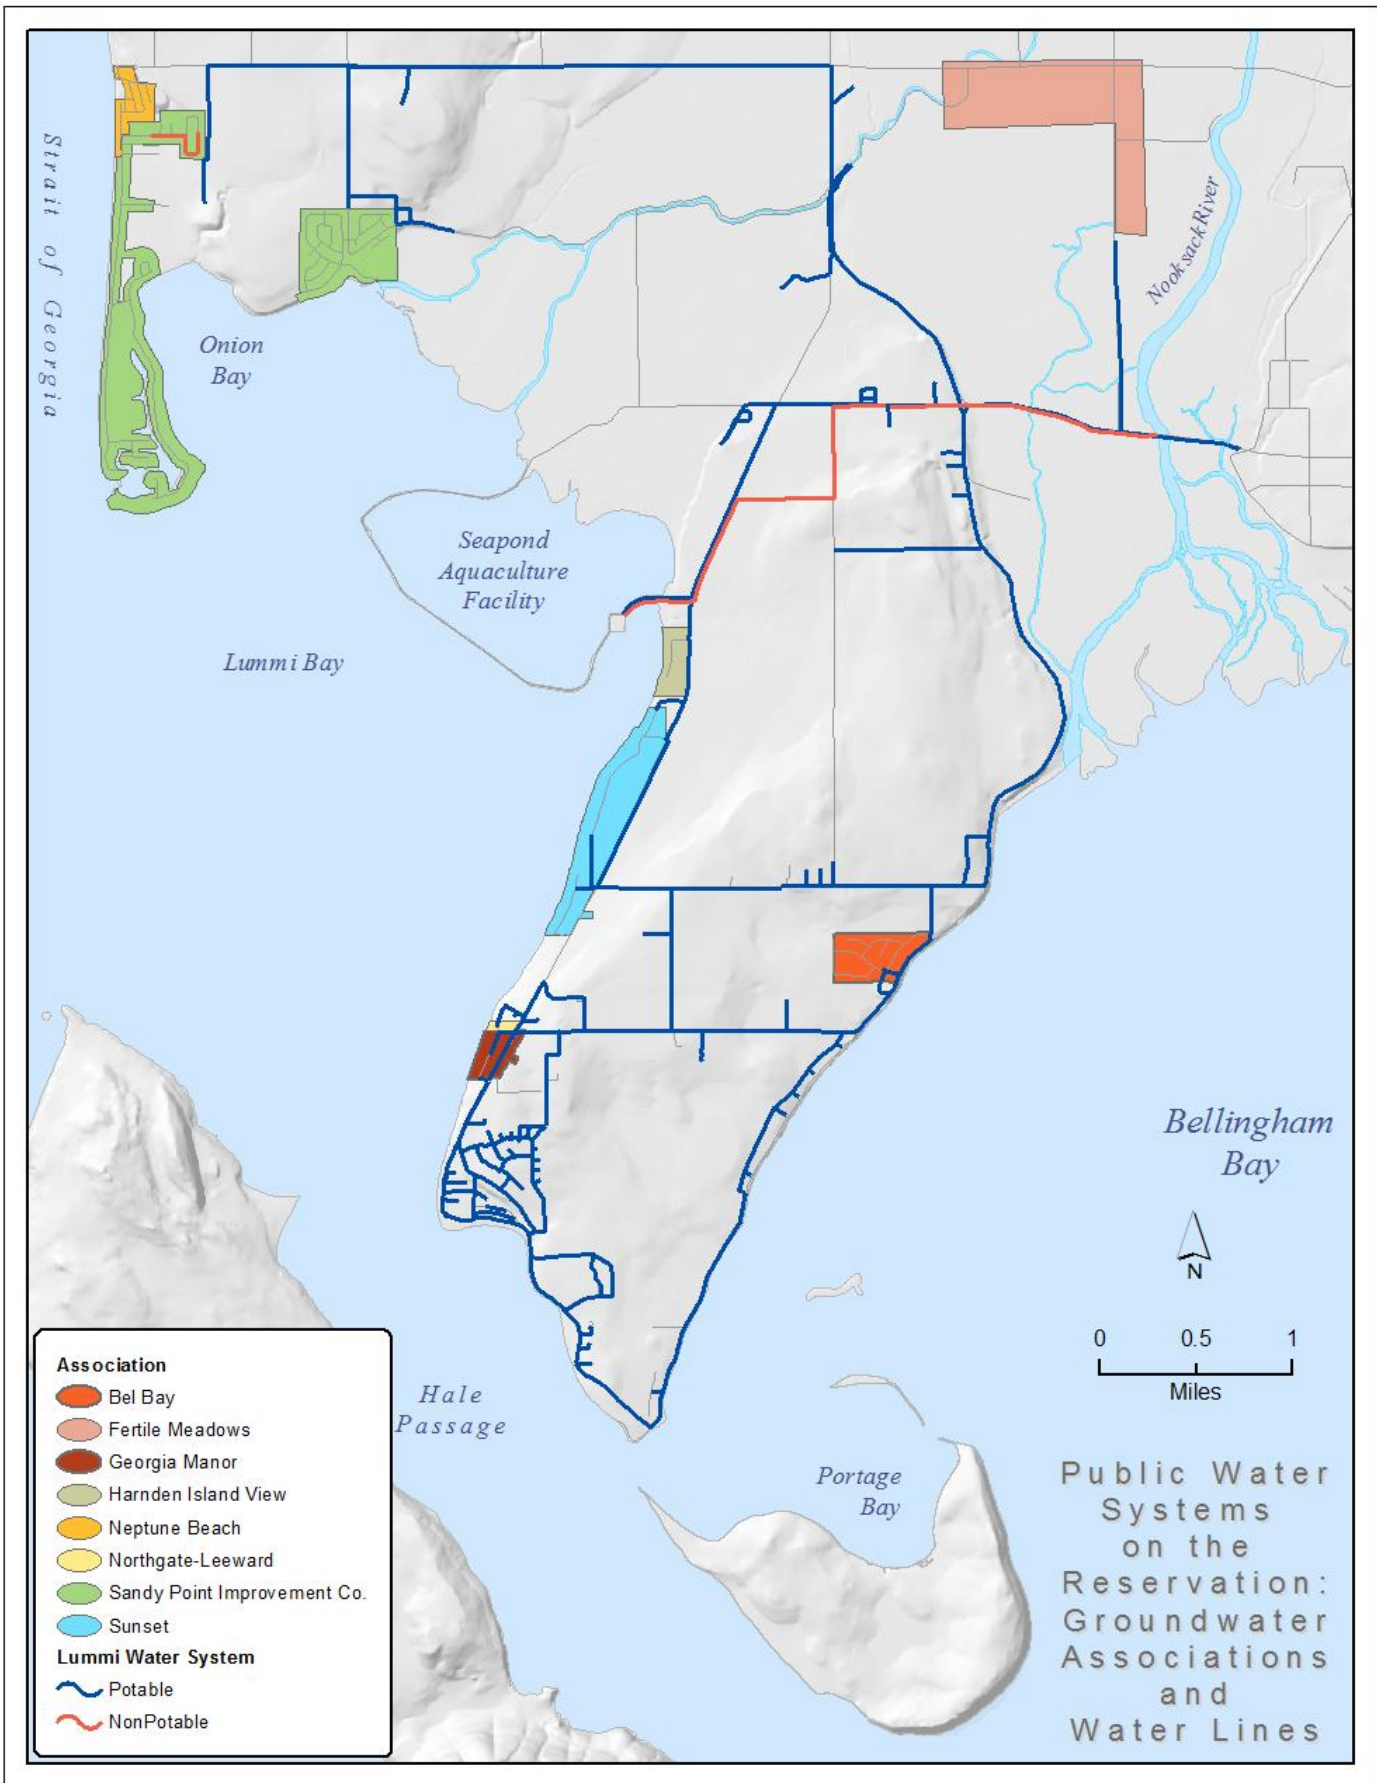 Strait of Georgia
Nooksack River
Onion
Bay
Seapond
Aquaculture
Facility
Lummi Bay
Bellingham
Bay
N
0 0.5 1
Miles
Hale
Passage
Portage
Bay
Association
Bel Bay
Fertile Meadows
Georgia Manor
Harnden Island View
Neptune Beach
Northgate-Leeward
Sandy Point Improvement Co.
Sunset
Lummi Water System
Potable
NonPotable
Public Water
Systems
on the
Reservation:
Groundwater
Associations
and
Water Lines